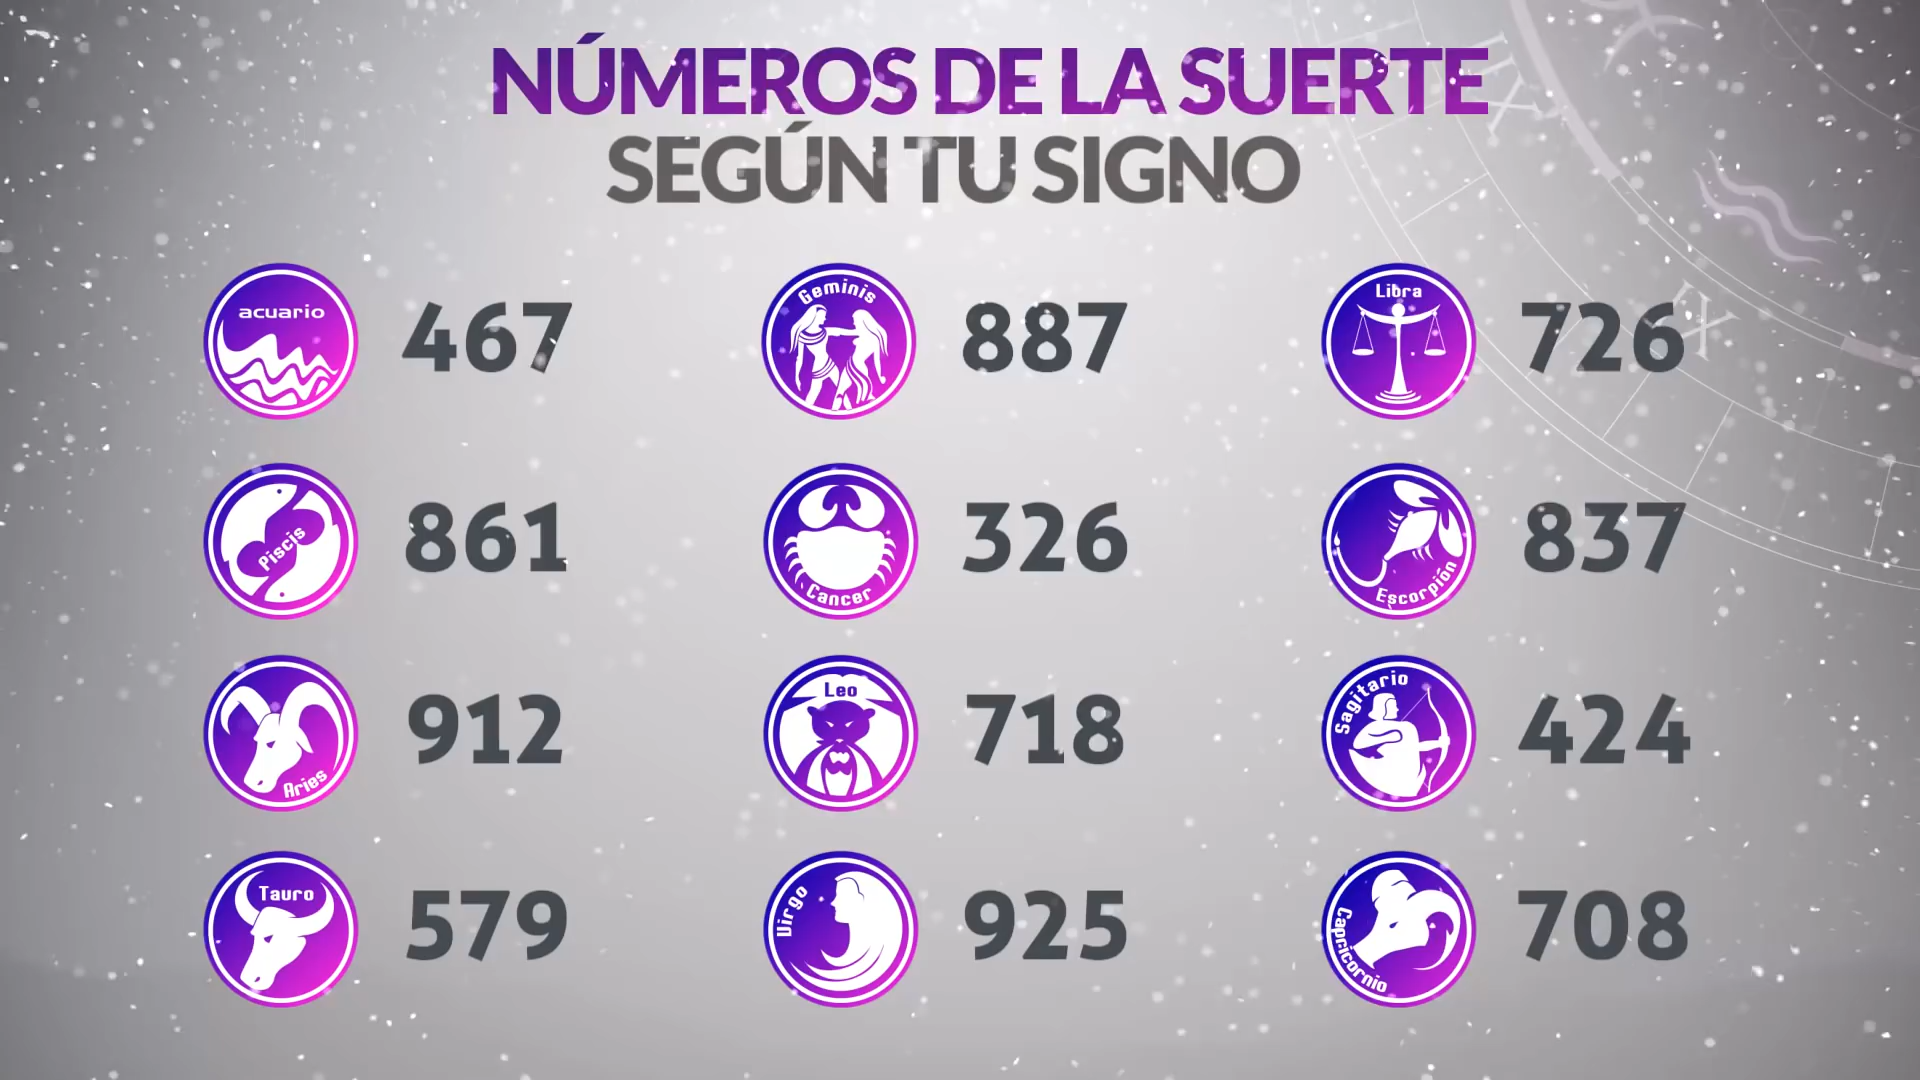 NÚMEROS DE LA SUERTE
SEGÚN TU SIGNO
acuario
467
Geminis
887
Libra
726
Piscis
861
Cancer
326
Escorpión
837
Aries
912
Leo
718
Sagitario
424
Tauro
579
Virgo
925
Capricornio
708